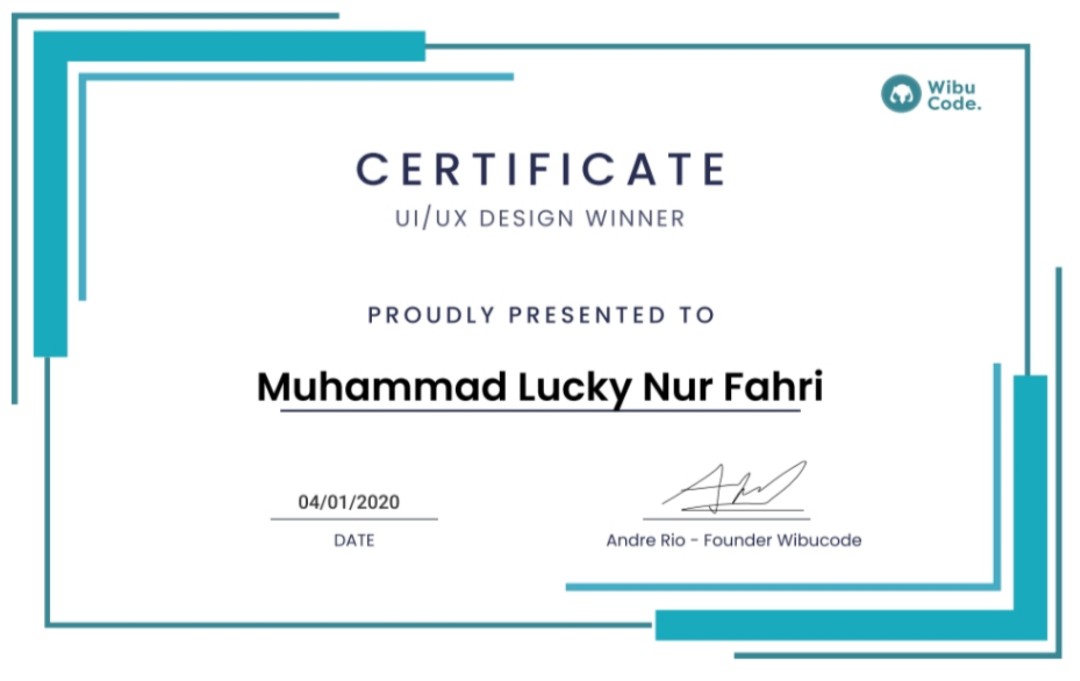 Wibu
Code.
CERTIFICATE
UI/UX DESIGN WINNER
PROUDLY PRESENTED TO
Muhammad Lucky Nur Fahri
04/01/2020
DATE
Andre Rio - Founder Wibucode